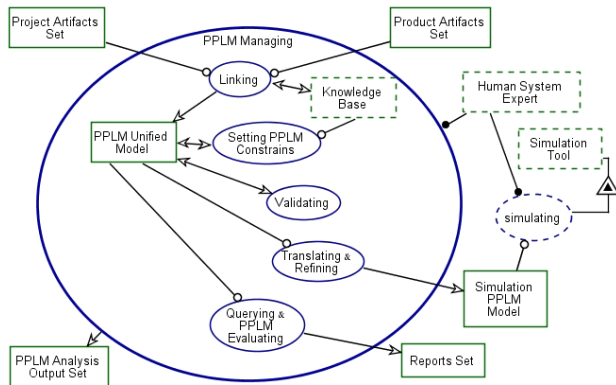 Project Artifacts
Set
Product Artifacts
Set
PPLM Managing
Linking
Knowledge
Base
Human System
Expert
PPLM Unified
Model
Setting PPLM
Constrains
Simulation
Tool
Validating
simulating
Translating &
Refining
Simulation
PPLM
Model
Querying &
PPLM
Evaluating
PPLM Analysis
Output Set
Reports Set